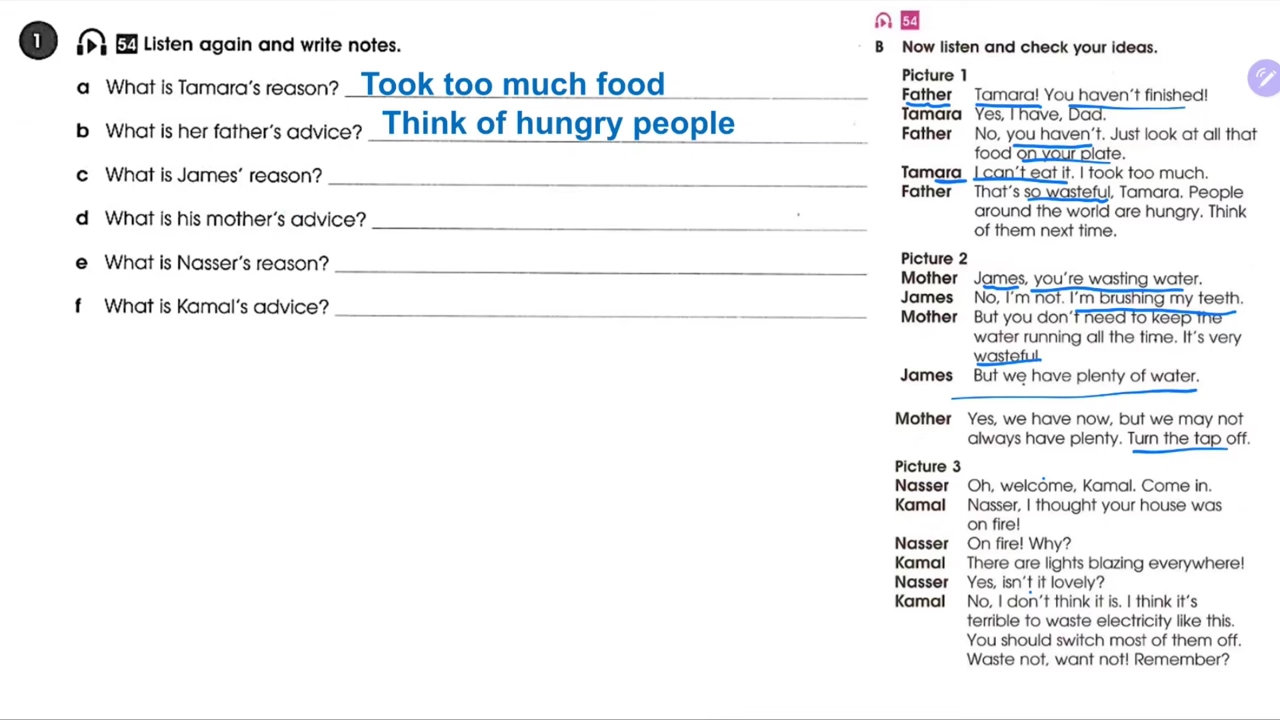 1 54 Listen again and write notes.
a What is Tamara's reason? Took too much food
b What is her father's advice? Think of hungry people
c What is James' reason?
d What is his mother's advice?
e What is Nasser's reason?
f What is Kamal's advice?
54
B Now listen and check your ideas.
Picture 1
Father Tamara! You haven't finished!
Tamara Yes, I have, Dad.
Father No, you haven't. Just look at all that
food on your plate.
Tamara I can't eat it. I took too much.
Father That's so wasteful, Tamara. People
around the world are hungry. Think
of them next time.
Picture 2
Mother James, you're wasting water.
James No, I'm not. I'm brushing my teeth.
Mother But you don't need to keep the
water running all the time. It's very
wasteful.
James But we have plenty of water.
Mother Yes, we have now, but we may not
always have plenty. Turn the tap off.
Picture 3
Nasser Oh, welcome, Kamal. Come in.
Kamal Nasser, I thought your house was
on fire!
Nasser On fire! Why?
Kamal There are lights blazing everywhere!
Nasser Yes, isn't it lovely?
Kamal No, I don't think it is. I think it's
terrible to waste electricity like this.
You should switch most of them off.
Waste not, want not! Remember?